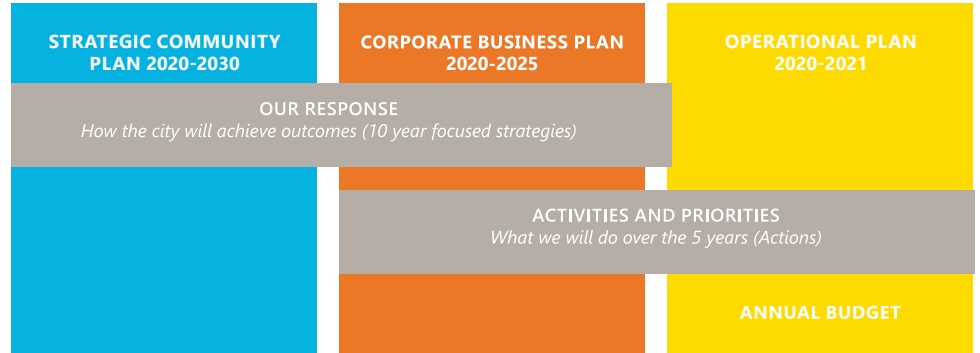 STRATEGIC COMMUNITY
PLAN 2020-2030
CORPORATE BUSINESS PLAN
2020-2025
OPERATIONAL PLAN
2020-2021
OUR RESPONSE
How the city will achieve outcomes (10 year focused strategies)
ACTIVITIES AND PRIORITIES
What we will do over the 5 years (Actions)
ANNUAL BUDGET